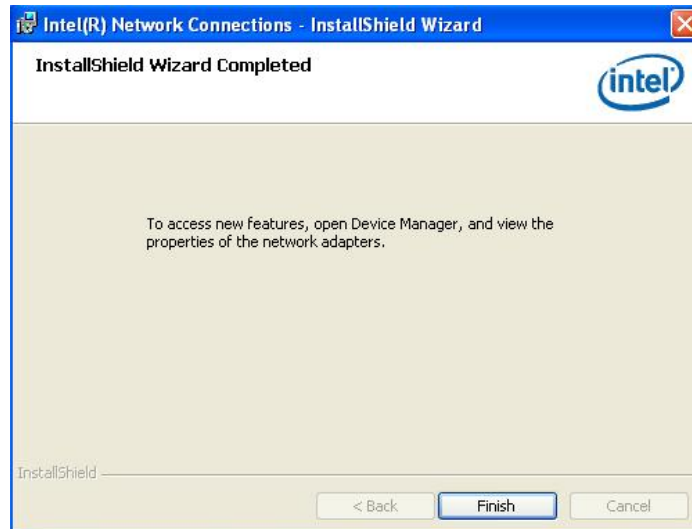 Intel(R) Network Connections - InstallShield Wizard
InstallShield Wizard Completed
intel
To access new features, open Device Manager, and view the
properties of the network adapters.
InstallShield
< Back
Finish
Cancel